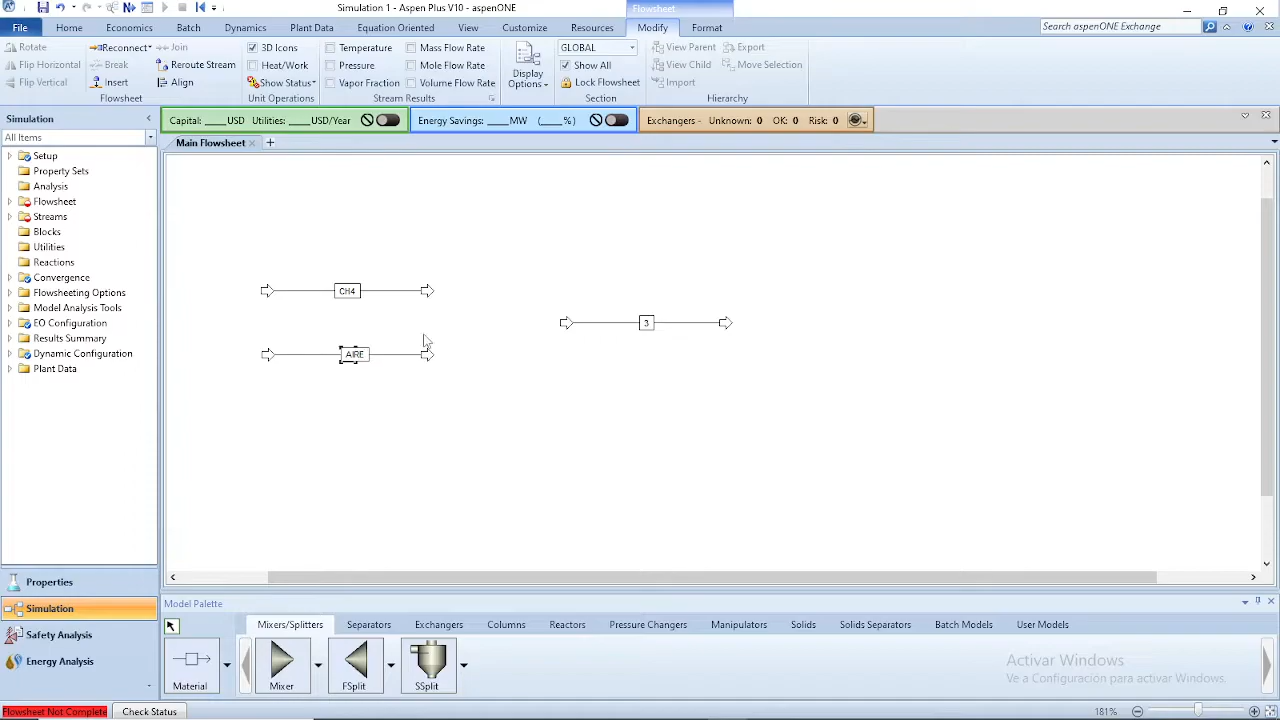 Simulation 1 - Aspen Plus V10 - aspenONE
Flowsheet
File Home Economics Batch Dynamics Plant Data Equation Oriented View Customize Resources Modify Format
Search aspenONE Exchange
Rotate
Flip Horizontal
Flip Vertical
Reconnect Join
Break Reroute Stream
Insert Align
Flowsheet
3D Icons
Heat/Work
Show Status
Unit Operations
Temperature Mass Flow Rate
Pressure Mole Flow Rate
Vapor Fraction Volume Flow Rate
Stream Results
Display
Options
GLOBAL
Show All
Lock Flowsheet
Section
View Parent Export
View Child Move Selection
Import
Hierarchy
Simulation
All Items
Capital: ____ USD Utilities: ____ USD/Year
Energy Savings: ____ MW (____%)
Exchangers - Unknown 0 OK: 0 Risk: 0
Main Flowsheet
Setup
Property Sets
Analysis
Flowsheet
Streams
Blocks
Utilities
Reactions
Convergence
Flowsheeting Options
Model Analysis Tools
EO Configuration
Results Summary
Dynamic Configuration
Plant Data
CH4
AIRE
3
Properties
Simulation
Safety Analysis
Energy Analysis
Model Palette
Mixers/Splitters Separators Exchangers Columns Reactors Pressure Changers Manipulators Solids Solids Separators Batch Models User Models
Material Mixer FSplit SSplit
Activar Windows
Ve a Configuración para activar Windows.
Flowsheet Not Complete Check Status
181%